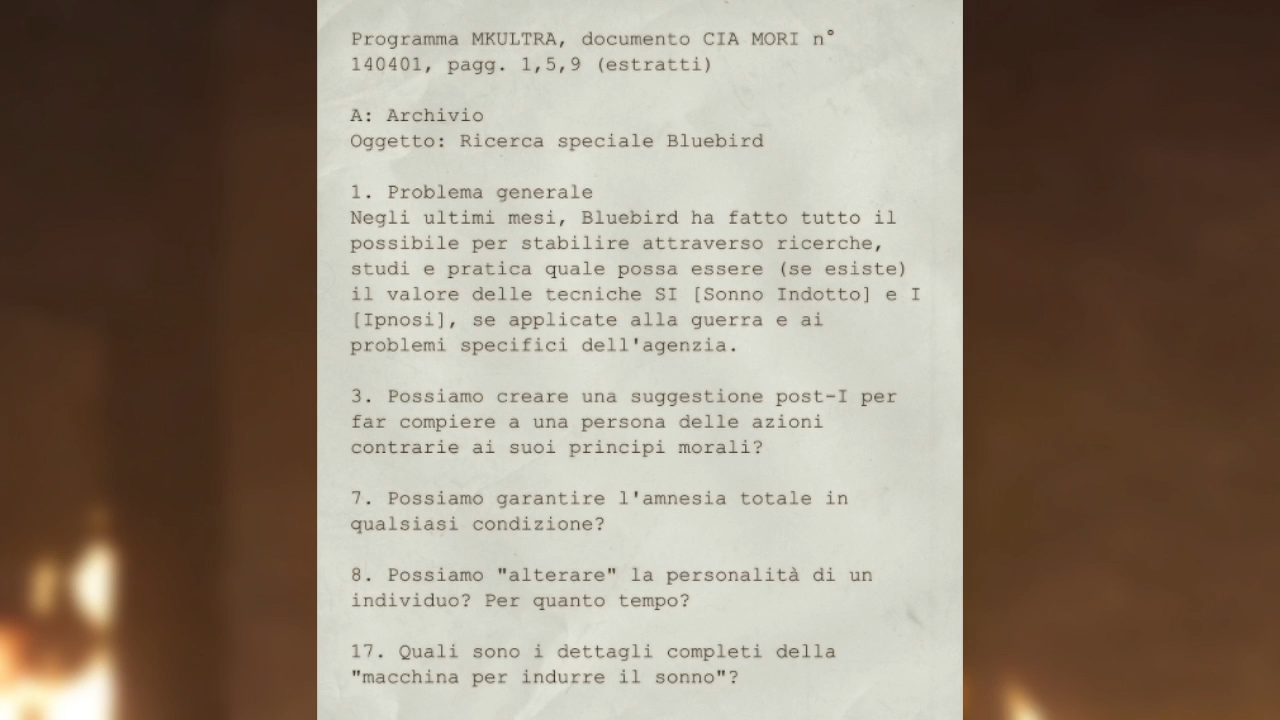 Programma MKULTRA, documento CIA MORI n°
140401, pagg. 1,5,9 (estratti)
A: Archivio
Oggetto: Ricerca speciale Bluebird
1. Problema generale
Negli ultimi mesi, Bluebird ha fatto tutto il
possibile per stabilire attraverso ricerche,
studi e pratica quale possa essere (se esiste)
il valore delle tecniche SI [Sonno Indotto] e I
[Ipnosi], se applicate alla guerra e ai
problemi specifici dell'agenzia.
3. Possiamo creare una suggestione post-I per
far compiere a una persona delle azioni
contrarie ai suoi principi morali?
7. Possiamo garantire l'amnesia totale in
qualsiasi condizione?
8. Possiamo "alterare" la personalità di un
individuo? Per quanto tempo?
17. Quali sono i dettagli completi della
"macchina per indurre il sonno"?